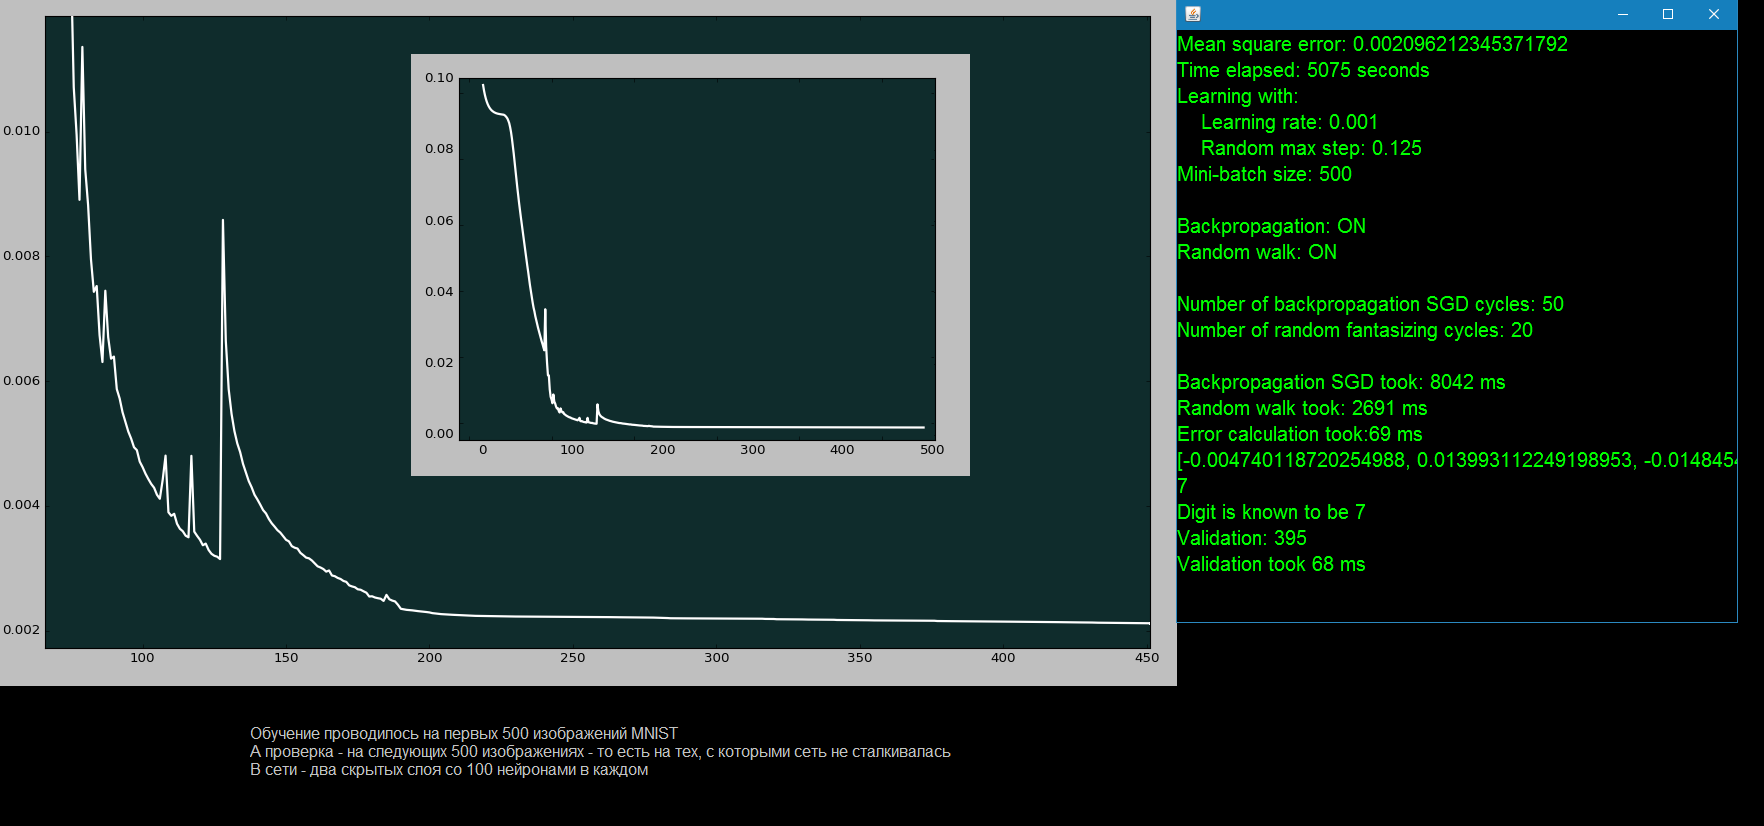 0.010
0.008
0.006
0.004
0.002
100 150 200 250 300 350 400 450
0.10
0.08
0.06
0.04
0.02
0.00
0 100 200 300 400 500
Mean square error: 0.002096212345371792
Time elapsed: 5075 seconds
Learning with:
Learning rate: 0.001
Random max step: 0.125
Mini-batch size: 500
Backpropagation: ON
Random walk: ON
Number of backpropagation SGD cycles: 50
Number of random fantasizing cycles: 20
Backpropagation SGD took: 8042 ms
Random walk took: 2691 ms
Error calculation took:69 ms
[-0.004740118720254988, 0.013993112249198953, -0.0148454
7
Digit is known to be 7
Validation: 395
Validation took 68 ms
Обучение проводилось на первых 500 изображений MNIST
А проверка - на следующих 500 изображениях - то есть на тех, с которыми сеть не сталкивалась
В сети - два скрытых слоя со 100 нейронами в каждом